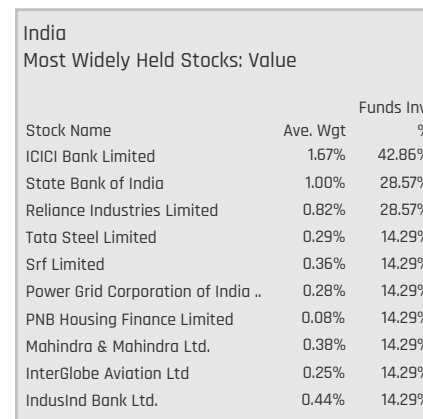 India
Most Widely Held Stocks: Value
Funds Inv
Stock Name Ave. Wgt %
ICICI Bank Limited 1.67% 42.86%
State Bank of India 1.00% 28.57%
Reliance Industries Limited 0.82% 28.57%
Tata Steel Limited 0.29% 14.29%
Srf Limited 0.36% 14.29%
Power Grid Corporation of India .. 0.28% 14.29%
PNB Housing Finance Limited 0.08% 14.29%
Mahindra & Mahindra Ltd. 0.38% 14.29%
InterGlobe Aviation Ltd 0.25% 14.29%
IndusInd Bank Ltd. 0.44% 14.29%